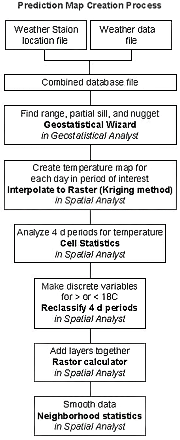 Prediction Map Creation Process
Weather Staion
location file
Weather data
file
Combined database file
Find range, partial sill, and nugget
Geostatistical Wizard
in Geostatistical Analyst
Create temperature map for
each day in period of interest
Interpolate to Raster (Kriging method)
in Spatial Analyst
Analyze 4 d periods for temperature
Cell Statistics
in Spatial Analyst
Make discrete variables
for > or < 18C
Reclassify 4 d periods
in Spatial Analyst
Add layers together
Rastor calculator
in Spatial Analyst
Smooth data
Neighborhood statistics
in Spatial Analyst